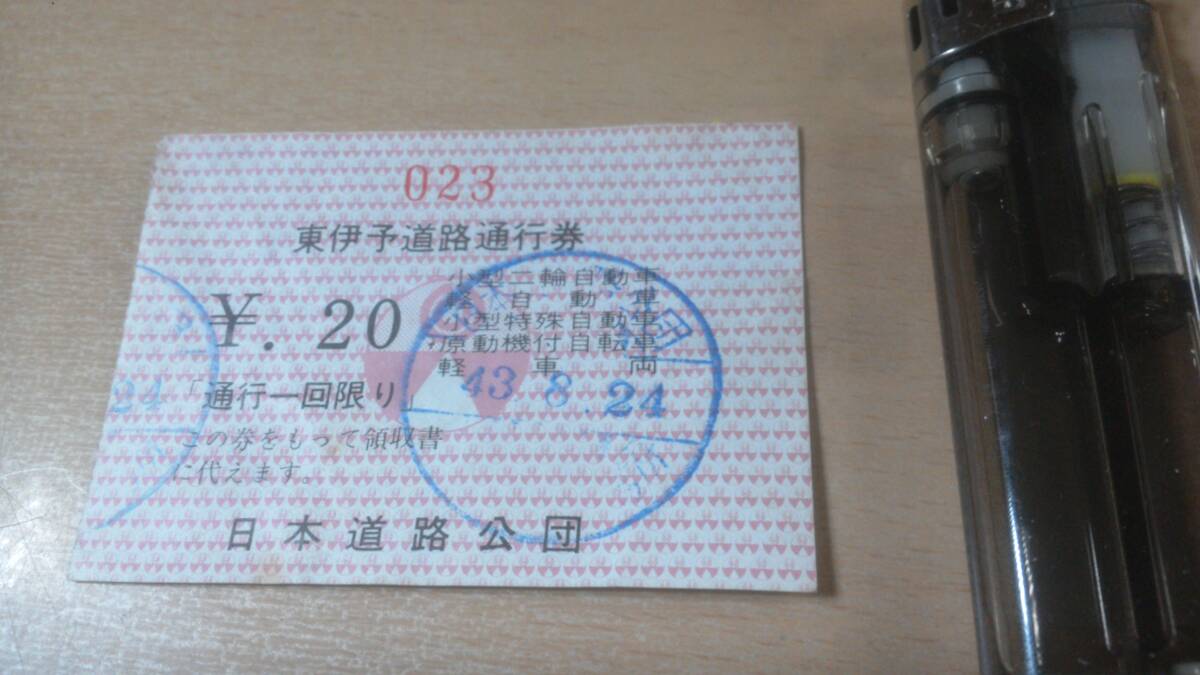 023
東伊予道路通行券
小型二輪自動車
軽自動車
¥.20
小型特殊自動車
原動機付自転車
軽車両
「通行一回限り」
43.8.24
24
この券をもって領収書
に代えます。
日本道路公団
団